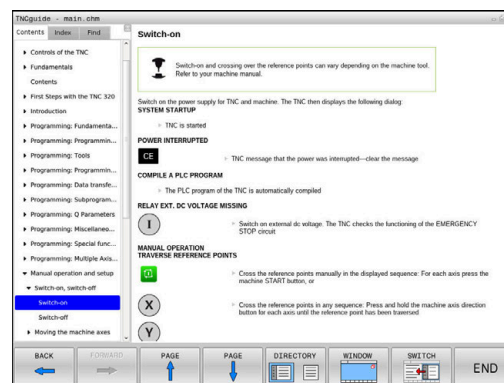 TNCguide - main.chm
Contents Index Find
Controls of the TNC
Fundamentals
Contents
First Steps with the TNC 320
Introduction
Programming: Fundamenta...
Programming: Programmin...
Programming: Tools
Programming: Programmin...
Programming: Data transfe...
Programming: Subprogram...
Programming: Q Parameters
Programming: Miscellaneo...
Programming: Special func...
Programming: Multiple Axis...
Manual operation and setup
Switch-on, switch-off
Switch-on
Switch-off
Moving the machine axes
Switch-on
Switch-on and crossing over the reference points can vary depending on the machine tool.
Refer to your machine manual.
Switch on the power supply for TNC and machine. The TNC then displays the following dialog:
SYSTEM STARTUP
TNC is started
POWER INTERRUPTED
CE
TNC message that the power was interrupted—clear the message
COMPILE A PLC PROGRAM
The PLC program of the TNC is automatically compiled
RELAY EXT. DC VOLTAGE MISSING
I
Switch on external dc voltage. The TNC checks the functioning of the EMERGENCY
STOP circuit
MANUAL OPERATION
TRAVERSE REFERENCE POINTS
Cross the reference points manually in the displayed sequence: For each axis press the
machine START button, or
X
Cross the reference points in any sequence: Press and hold the machine axis direction
button for each axis until the reference point has been traversed
Y
BACK FORWARD PAGE PAGE DIRECTORY WINDOW SWITCH END